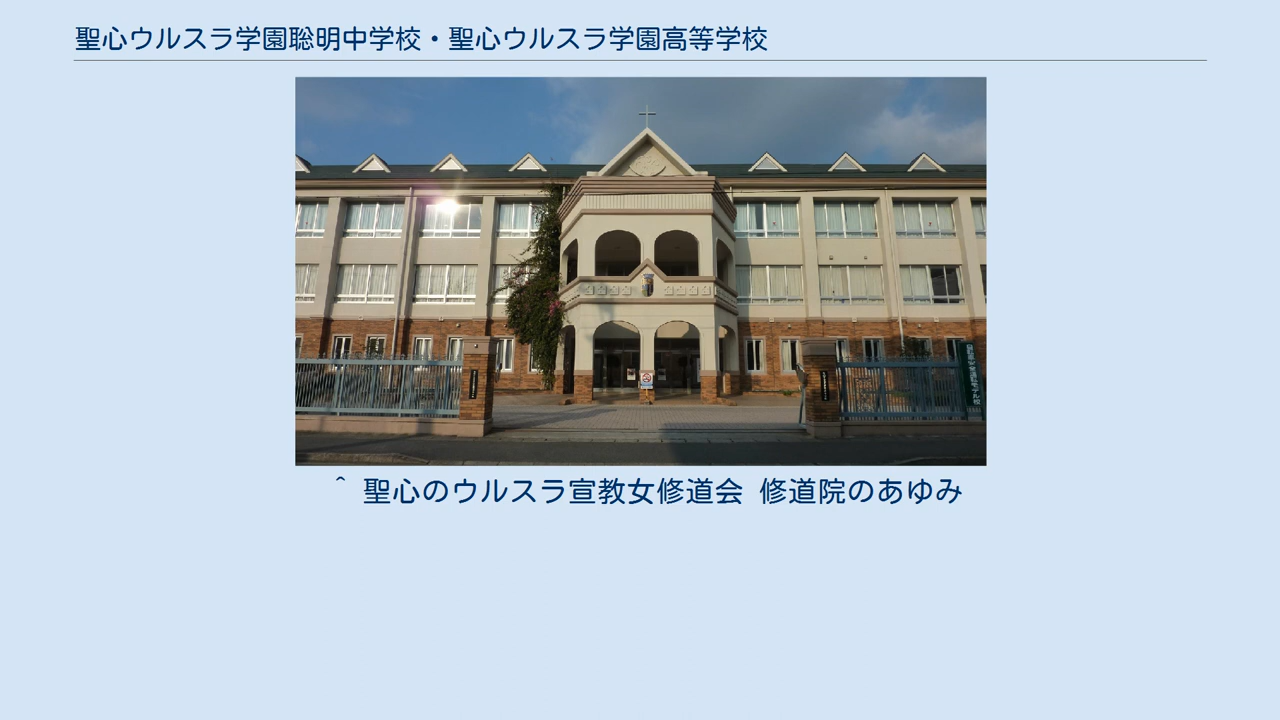 聖心ウルスラ学園聡明中学校・聖心ウルスラ学園高等学校
^ 聖心のウルスラ宣教女修道会 修道院のあゆみ